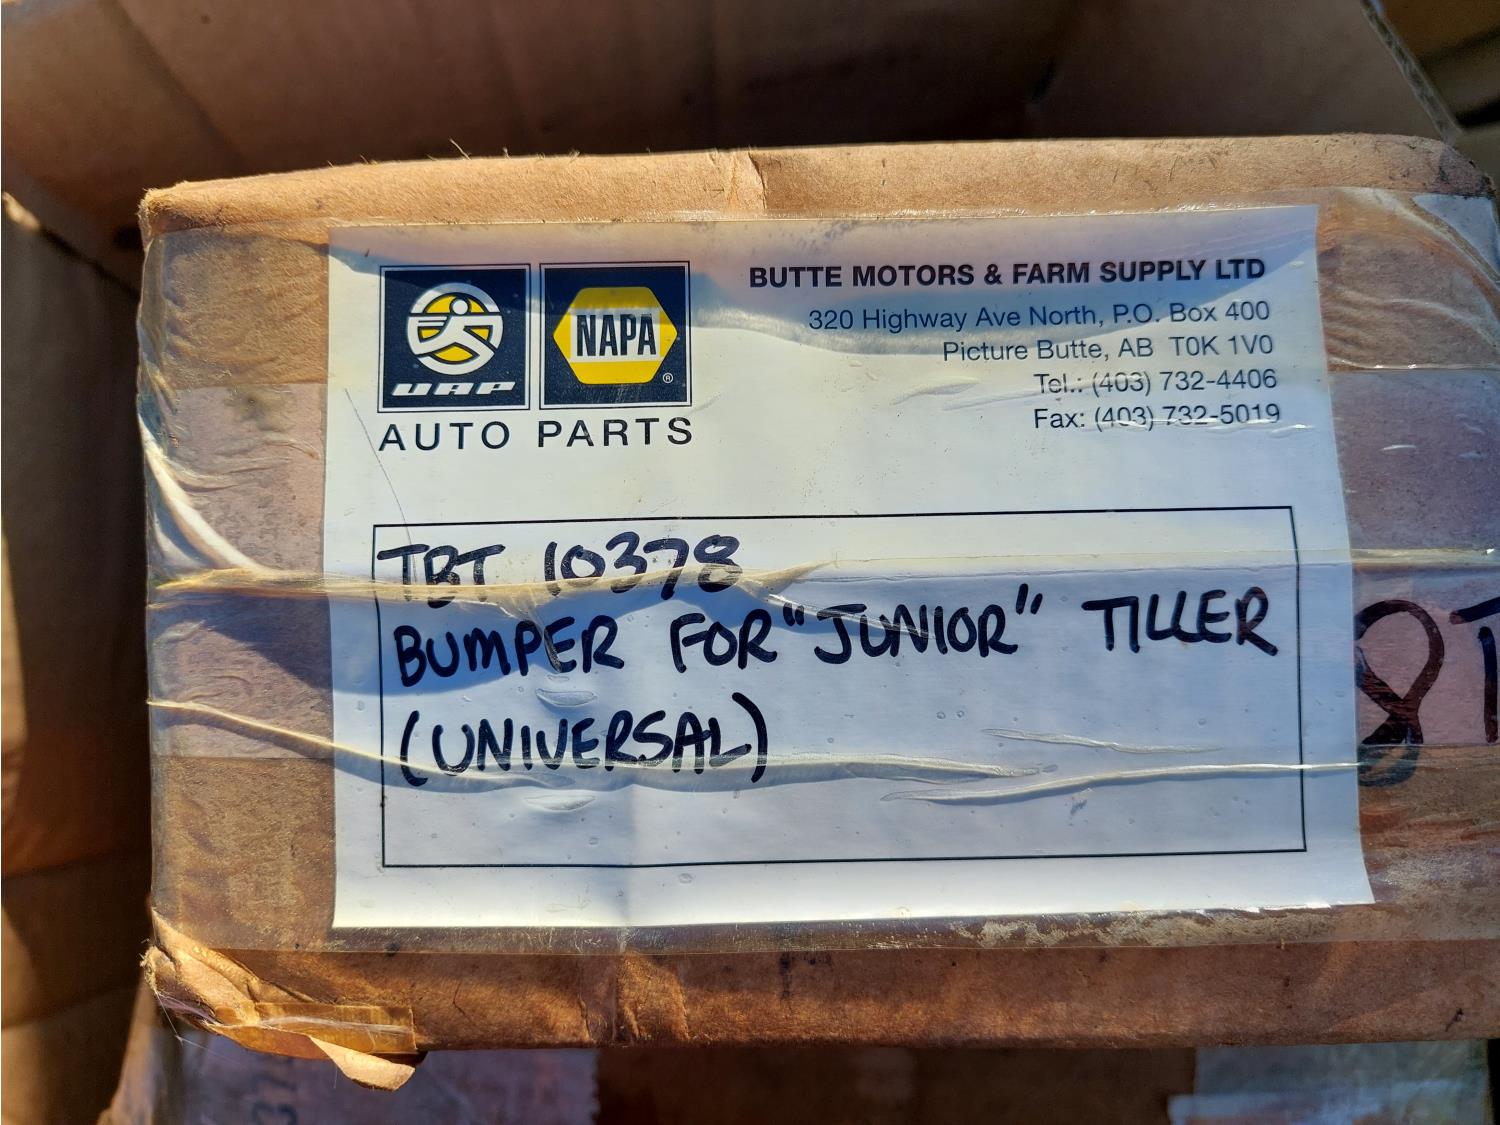 UAP
NAPA
®
AUTO PARTS
BUTTE MOTORS & FARM SUPPLY LTD
320 Highway Ave North, P.O. Box 400
Picture Butte, AB T0K 1V0
Tel.: (403) 732-4406
Fax: (403) 732-5019
TBT 10378
BUMPER FOR "JUNIOR" TILLER
(UNIVERSAL)
8T